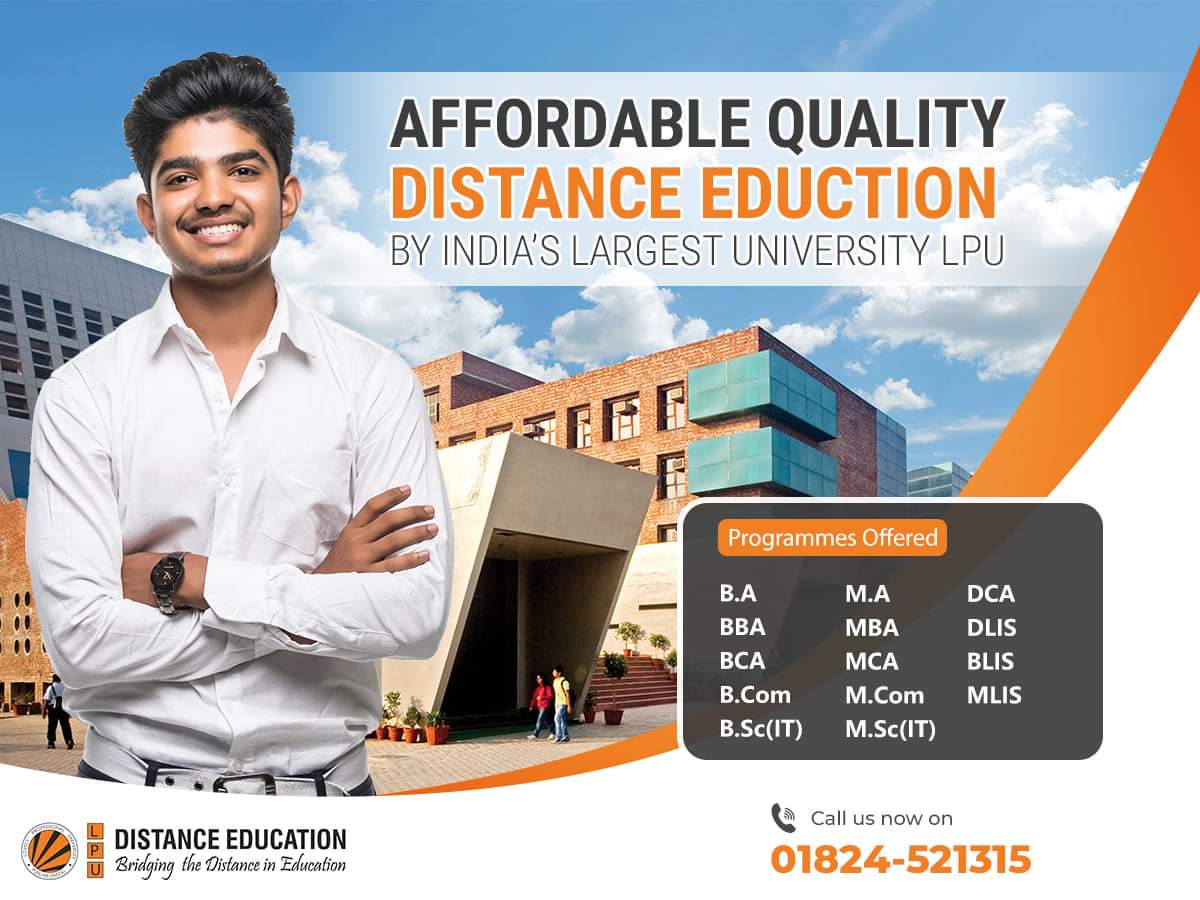 AFFORDABLE QUALITY
DISTANCE EDUCTION
BY INDIA'S LARGEST UNIVERSITY LPU
Programmes Offered
B.A
BBA
BCA
B.Com
B.Sc(IT)
M.A
MBA
MCA
M.Com
M.Sc(IT)
DCA
DLIS
BLIS
MLIS
LPU
DISTANCE EDUCATION
Bridging the Distance in Education
Call us now on
01824-521315